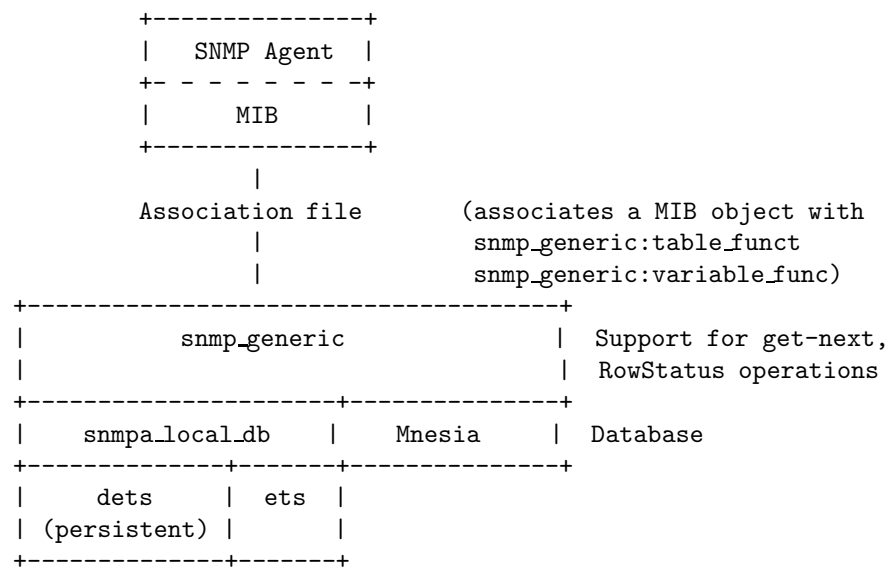 SNMP Agent
MIB
Association file (associates a MIB object with
snmp_generic:table_funct
snmp_generic:variable_func)
snmp_generic Support for get-next,
RowStatus operations
snmpa_local_db Mnesia Database
dets ets
(persistent)